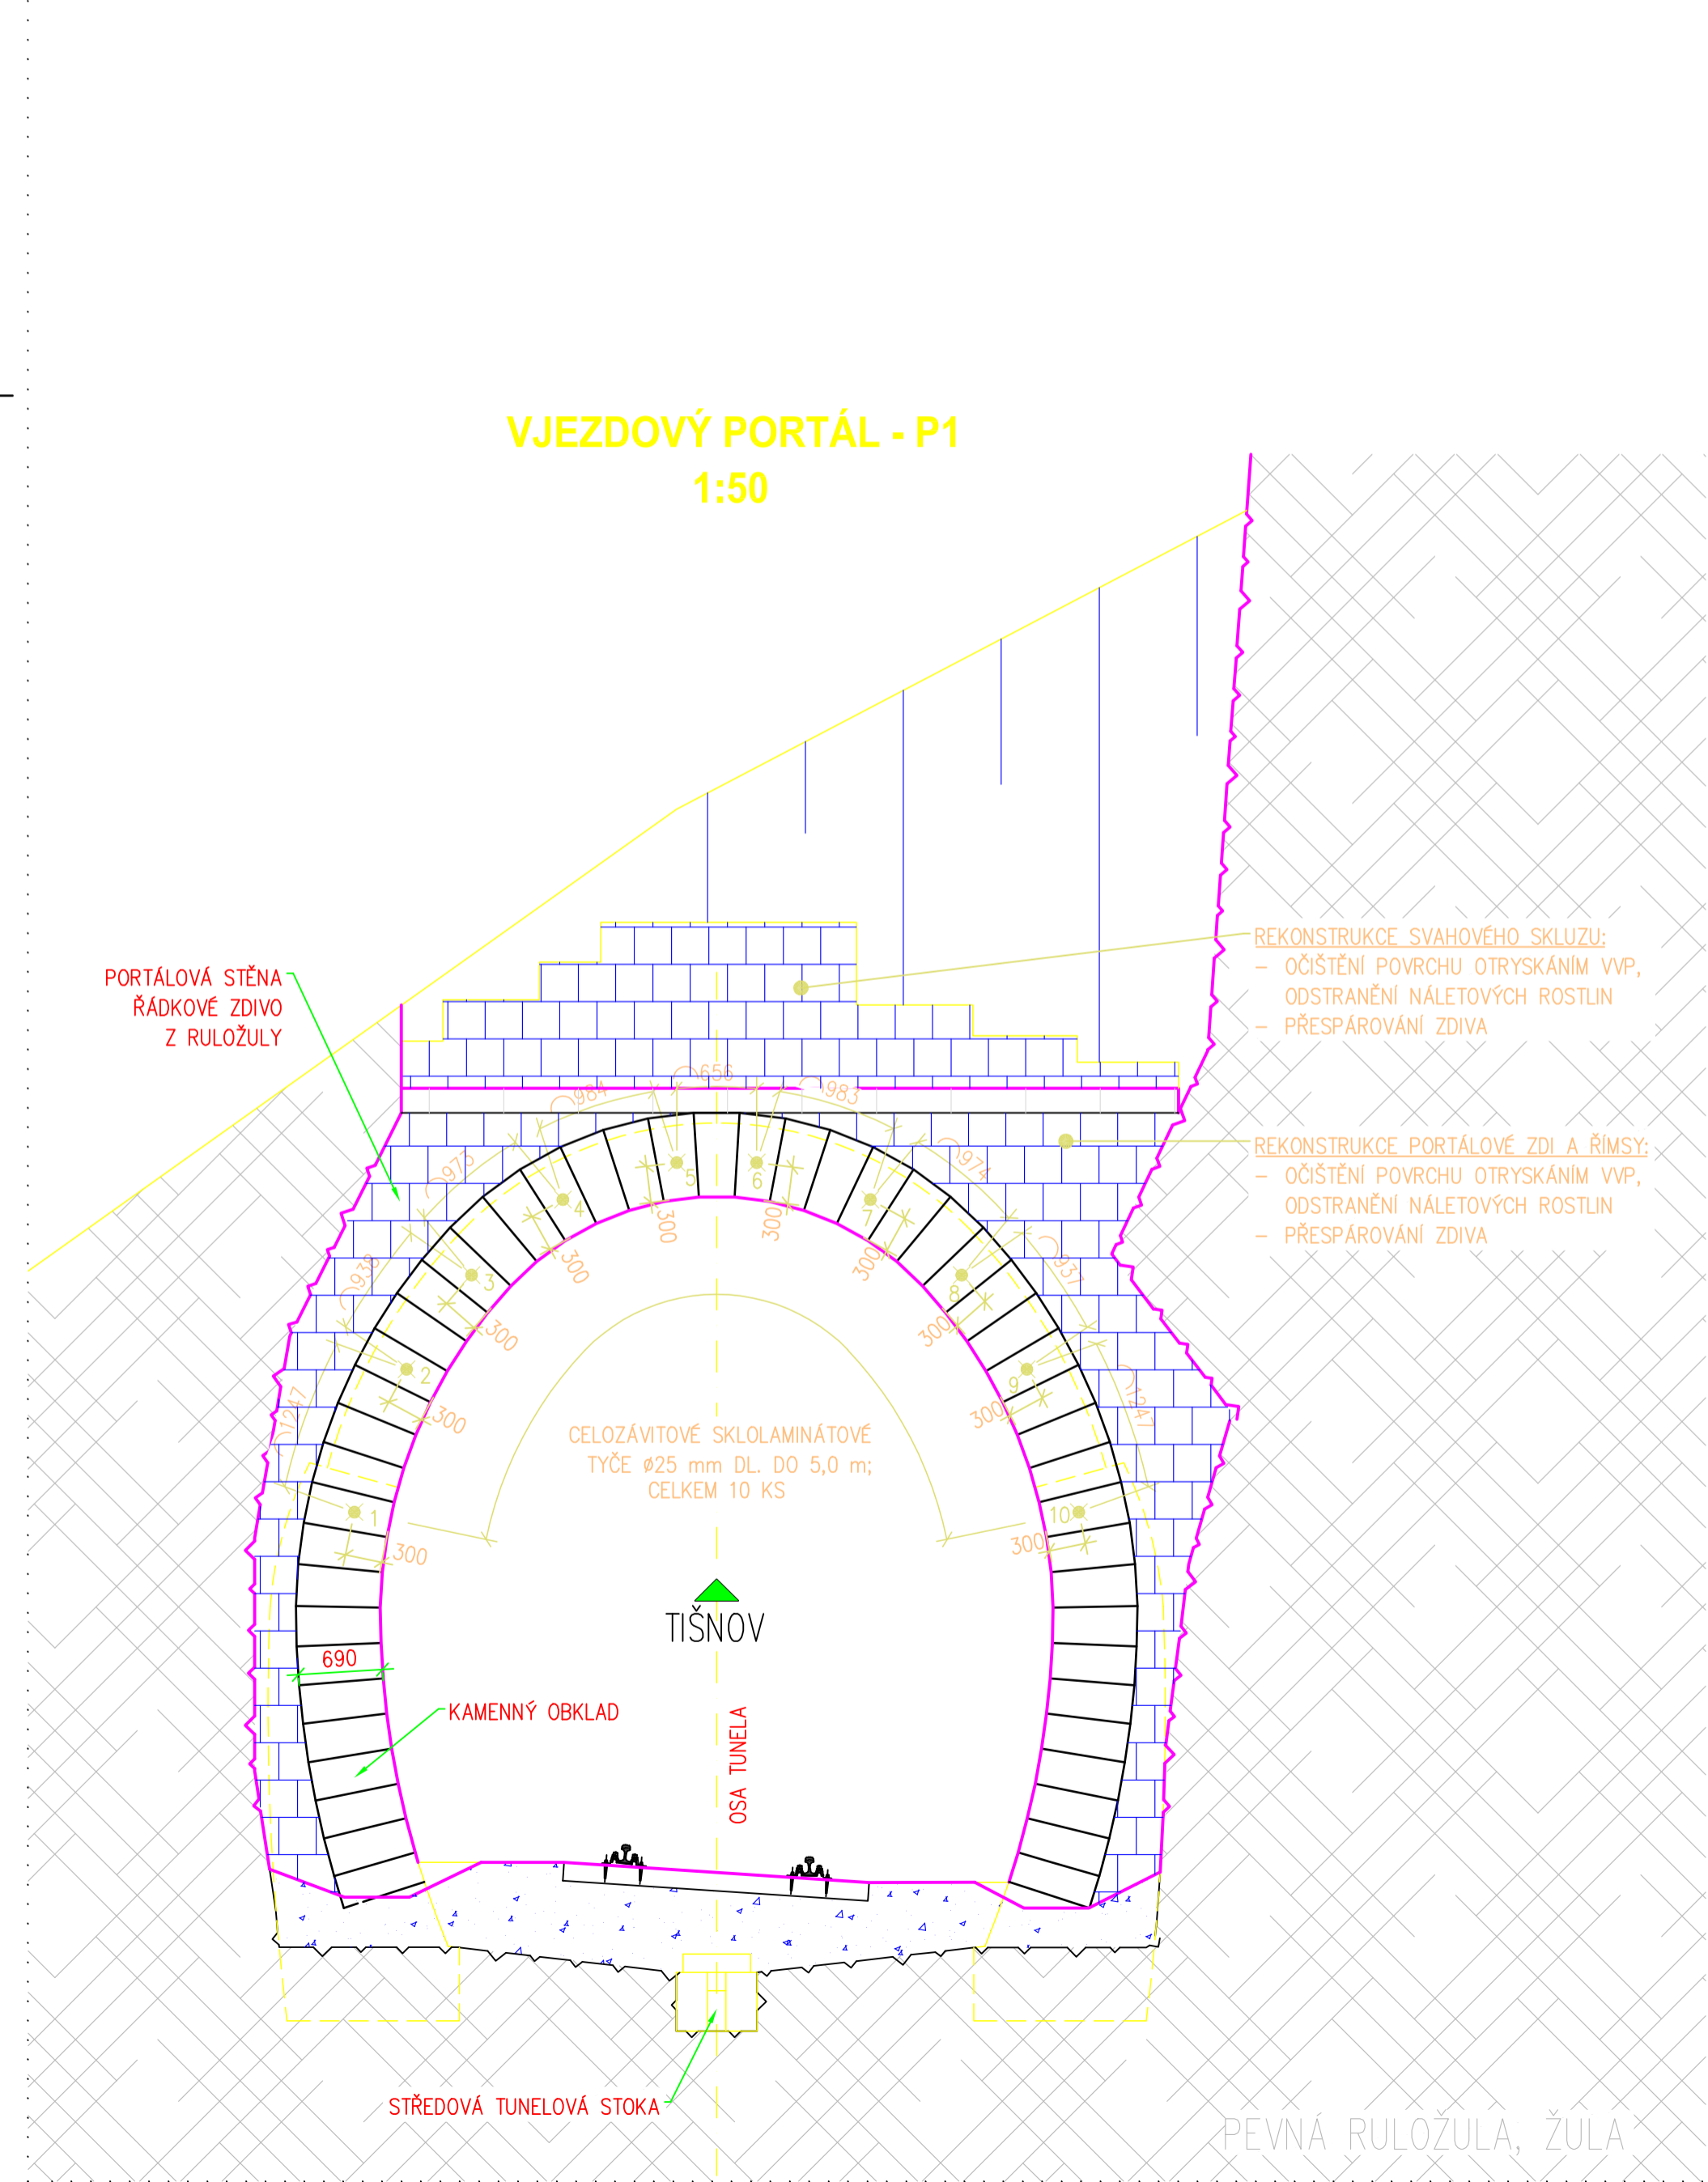 VJEZDOVÝ PORTÁL - P1
1:50
PORTÁLOVÁ STĚNA
ŘÁDKOVÉ ZDIVO
Z RULOŽULY
REKONSTRUKCE SVAHOVÉHO SKLUZU:
- OČIŠTĚNÍ POVRCHU OTRYSKÁNÍM VVP,
ODSTRANĚNÍ NÁLETOVÝCH ROSTLIN
- PŘESPÁROVÁNÍ ZDIVA
REKONSTRUKCE PORTÁLOVÉ ZDI A ŘÍMSY:
- OČIŠTĚNÍ POVRCHU OTRYSKÁNÍM VVP,
ODSTRANĚNÍ NÁLETOVÝCH ROSTLIN
- PŘESPÁROVÁNÍ ZDIVA
656
984
983
973
974
938
937
1247
1247
5
6
4
7
3
8
2
9
1
10
300
300
300
300
300
300
300
300
300
300
CELOZÁVITOVÉ SKLOLAMINÁTOVÉ
TYČE ø25 mm DL. DO 5,0 m;
CELKEM 10 KS
TIŠNOV
690
KAMENNÝ OBKLAD
OSA TUNELA
STŘEDOVÁ TUNELOVÁ STOKA
PEVNÁ RULOŽULA, ŽULA